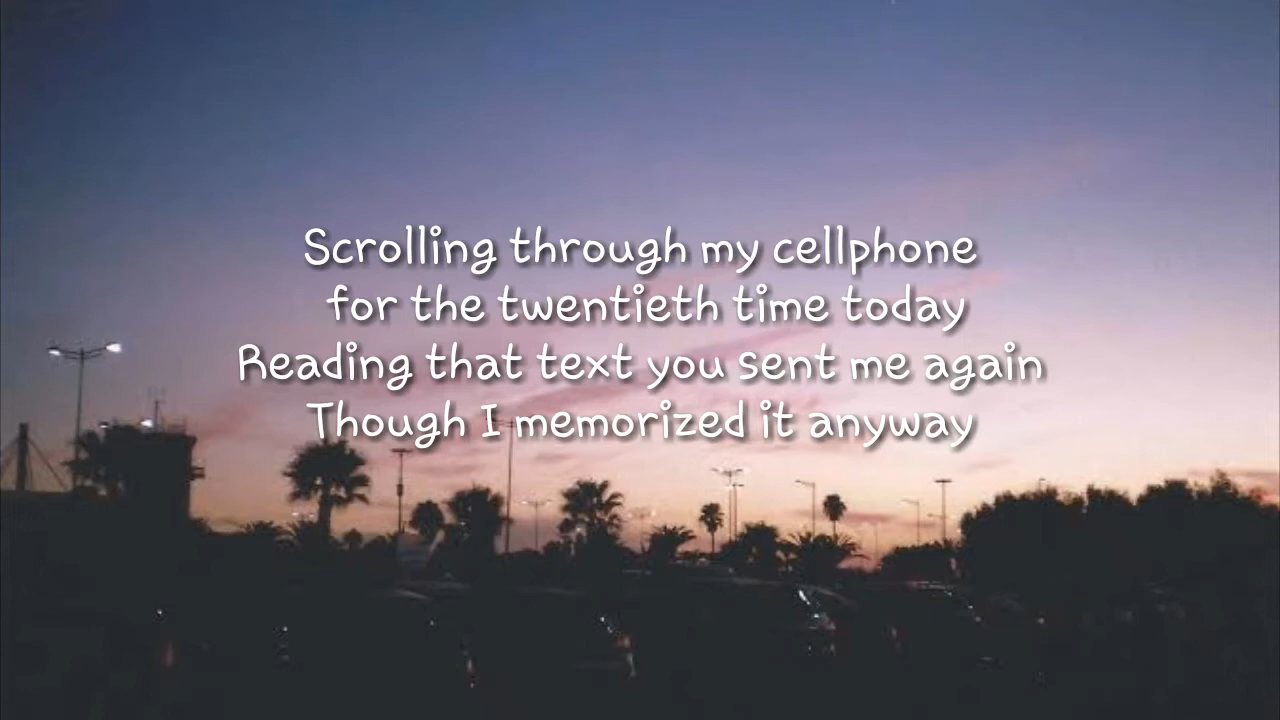 Scrolling through my cellphone
for the twentieth time today
Reading that text you sent me again
Though I memorized it anyway